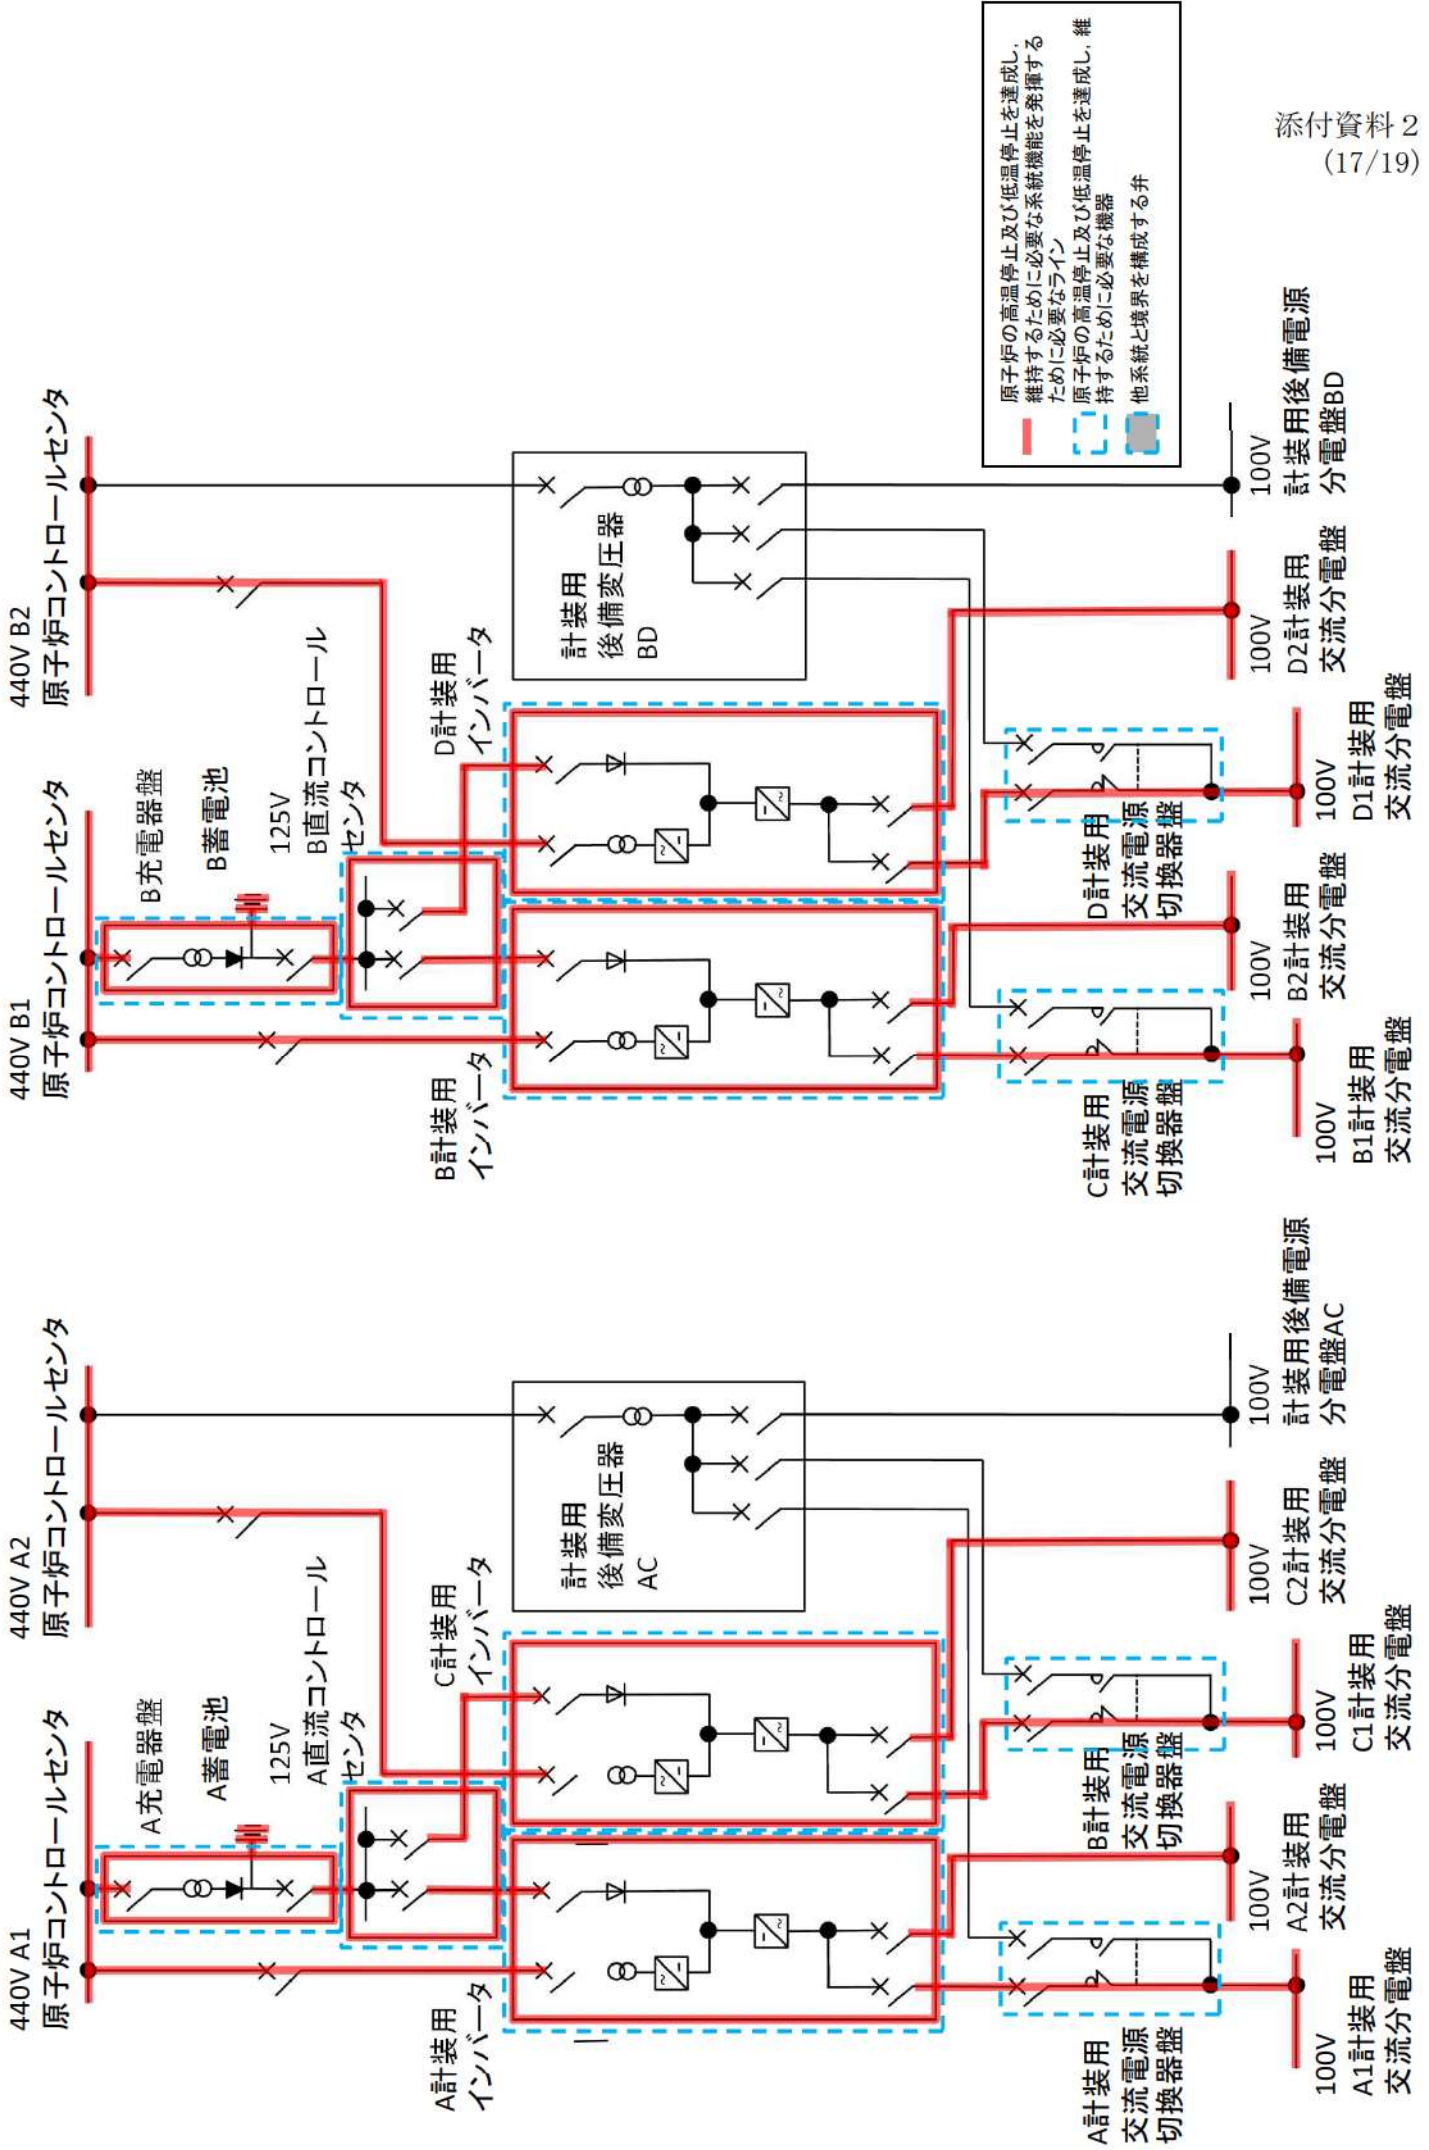 440V A1
原子炉コントロールセンタ
440V A2
原子炉コントロールセンタ
440V B1
原子炉コントロールセンタ
440V B2
原子炉コントロールセンタ
A充電器盤
A蓄電池
125V
A直流コントロール
センタ
B充電器盤
B蓄電池
125V
B直流コントロール
センタ
A計装用
インバータ
C計装用
インバータ
計装用
後備変圧器
AC
B計装用
インバータ
D計装用
インバータ
計装用
後備変圧器
BD
A計装用
交流電源
切換器盤
B計装用
交流電源
切換器盤
C計装用
交流電源
切換器盤
D計装用
交流電源
切換器盤
100V
A1計装用
交流分電盤
100V
A2計装用
交流分電盤
100V
C1計装用
交流分電盤
100V
C2計装用
交流分電盤
100V
計装用後備電源
分電盤AC
100V
B1計装用
交流分電盤
100V
B2計装用
交流分電盤
100V
D1計装用
交流分電盤
100V
D2計装用
交流分電盤
100V
計装用後備電源
分電盤BD
原子炉の高温停止及び低温停止を達成し,
維持するために必要な系統機能を発揮する
ために必要なライン
原子炉の高温停止及び低温停止を達成し, 維
持するために必要な機器
他系統と境界を構成する弁
添付資料2
(17/19)